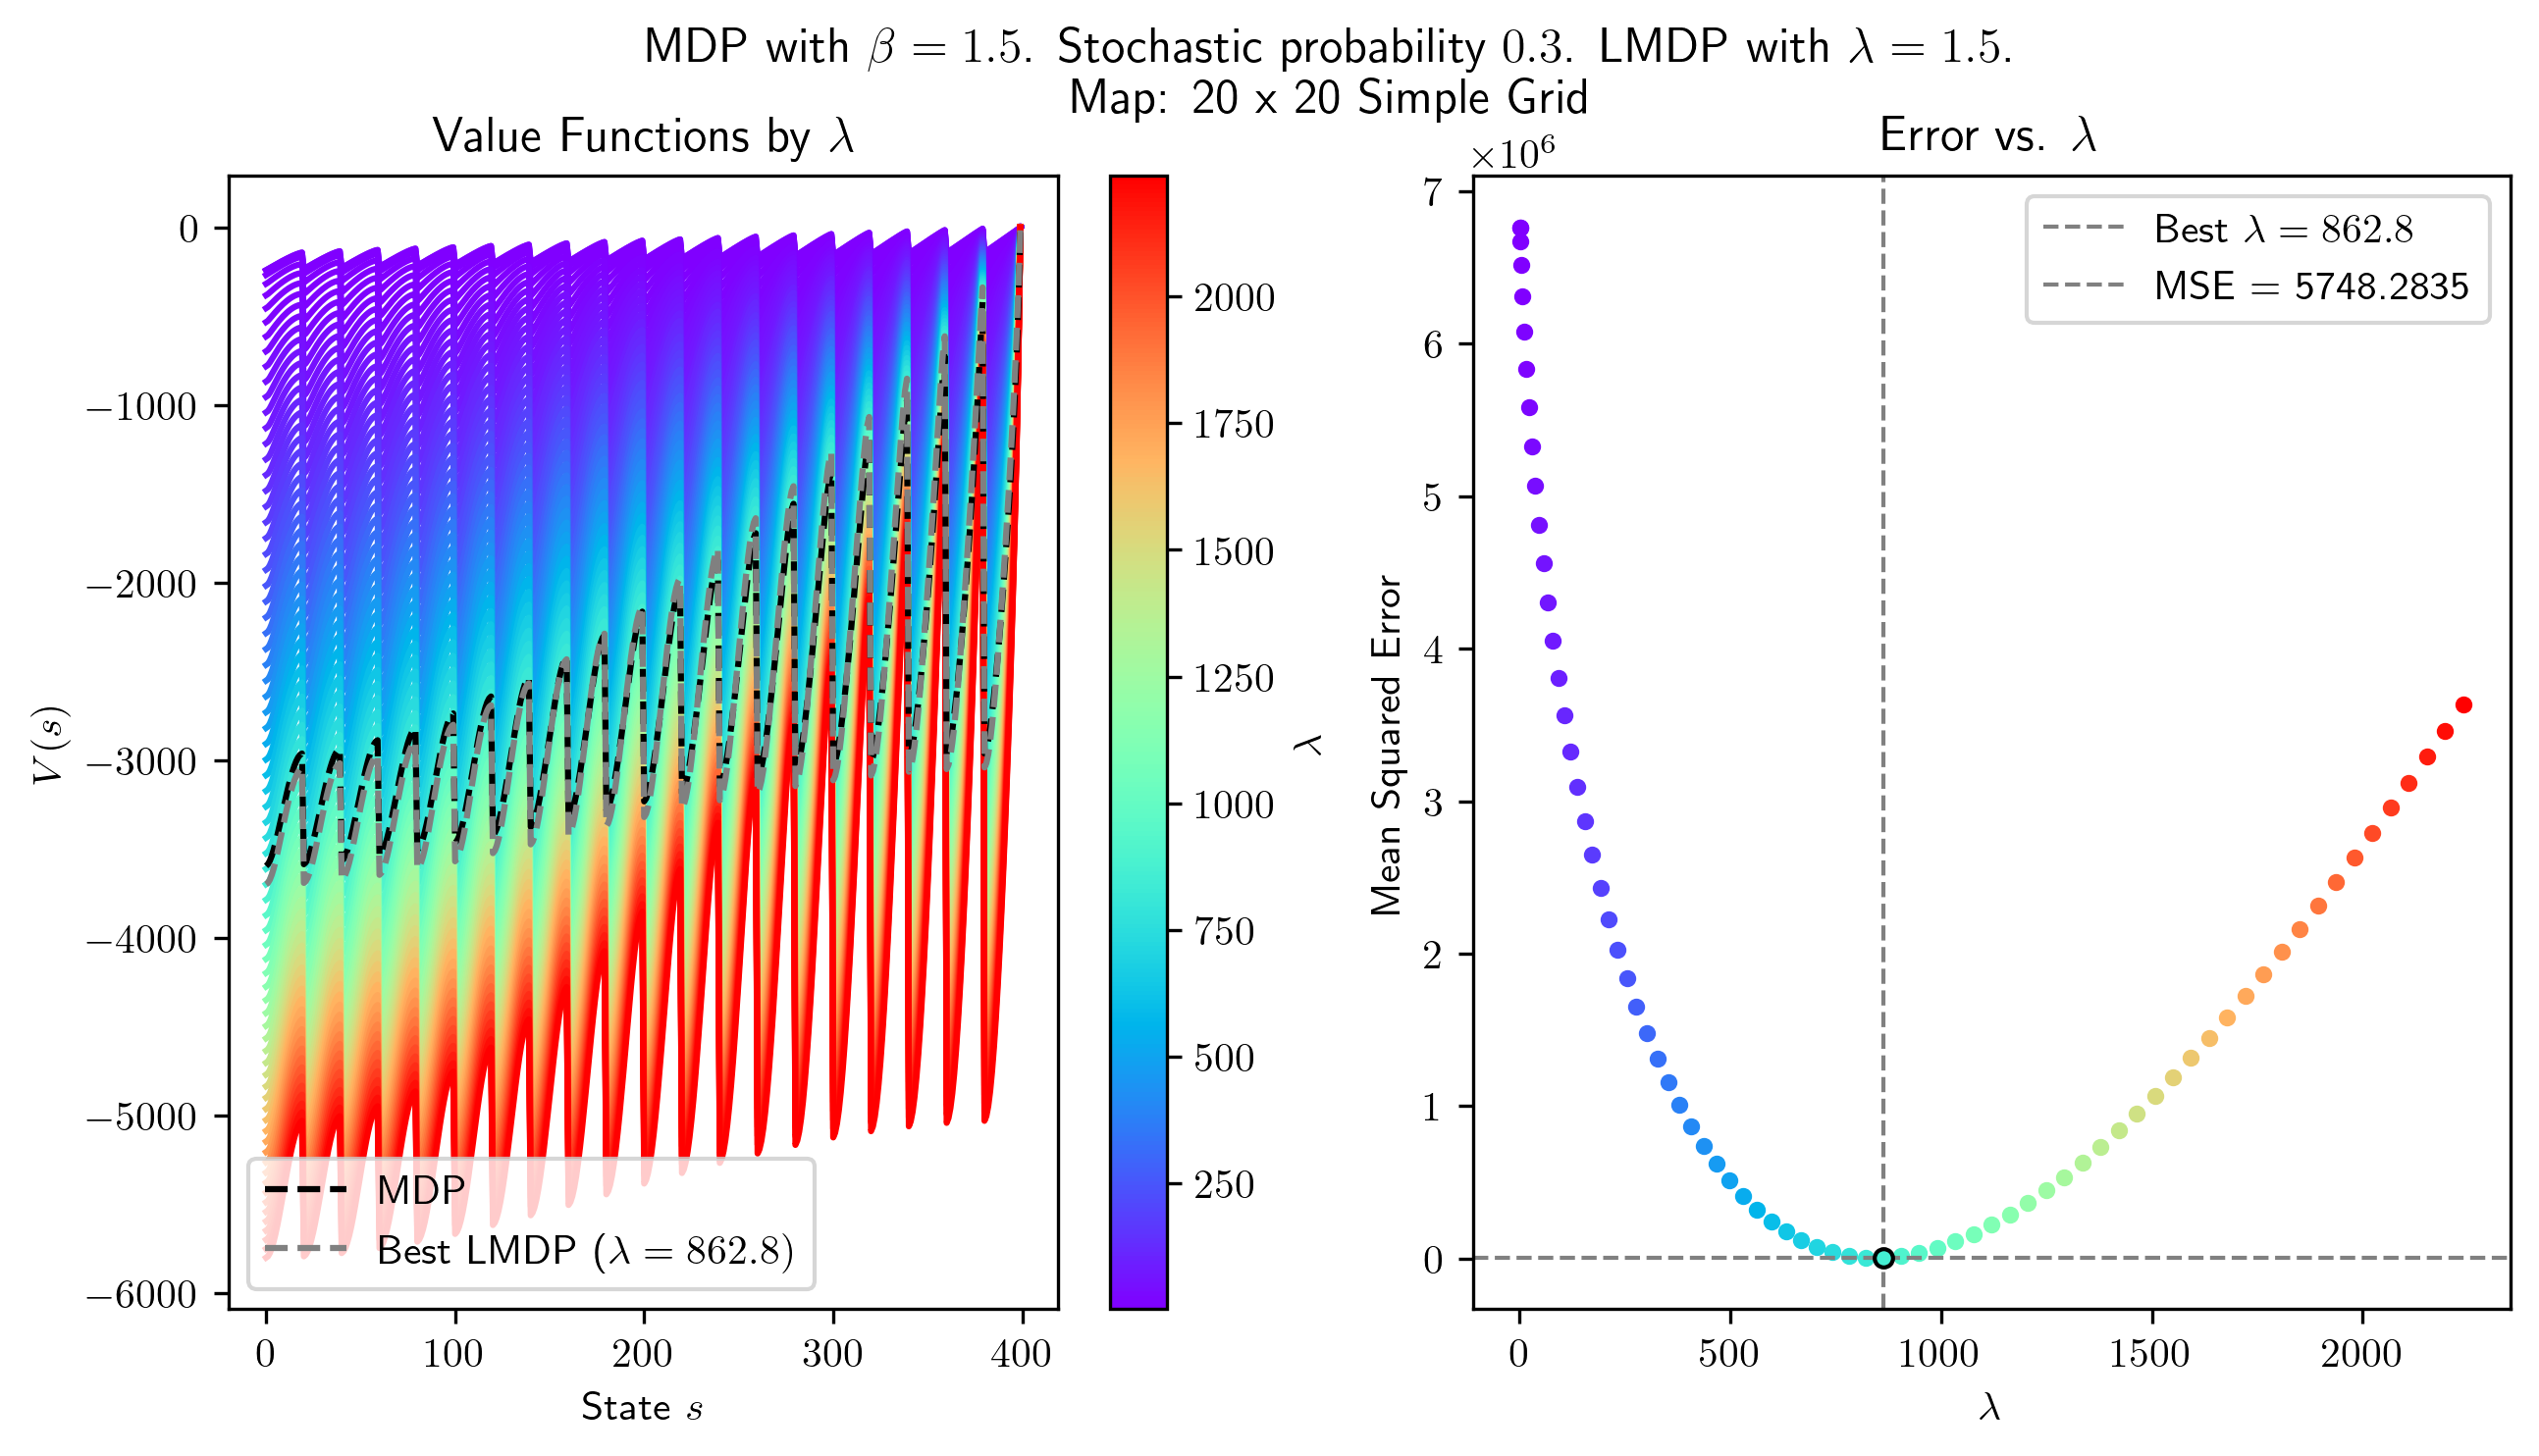 MDP with β = 1.5. Stochastic probability 0.3. LMDP with λ = 1.5.
Map: 20 x 20 Simple Grid
Value Functions by λ
0
−1000
−2000
−3000
−4000
−5000
−6000
V(s)
MDP
Best LMDP (λ = 862.8)
0 100 200 300 400
State s
2000
1750
1500
1250
1000
750
500
250
λ
Error vs. λ
×10⁶
7
6
5
4
3
2
1
0
Mean Squared Error
Best λ = 862.8
MSE = 5748.2835
0 500 1000 1500 2000
λ